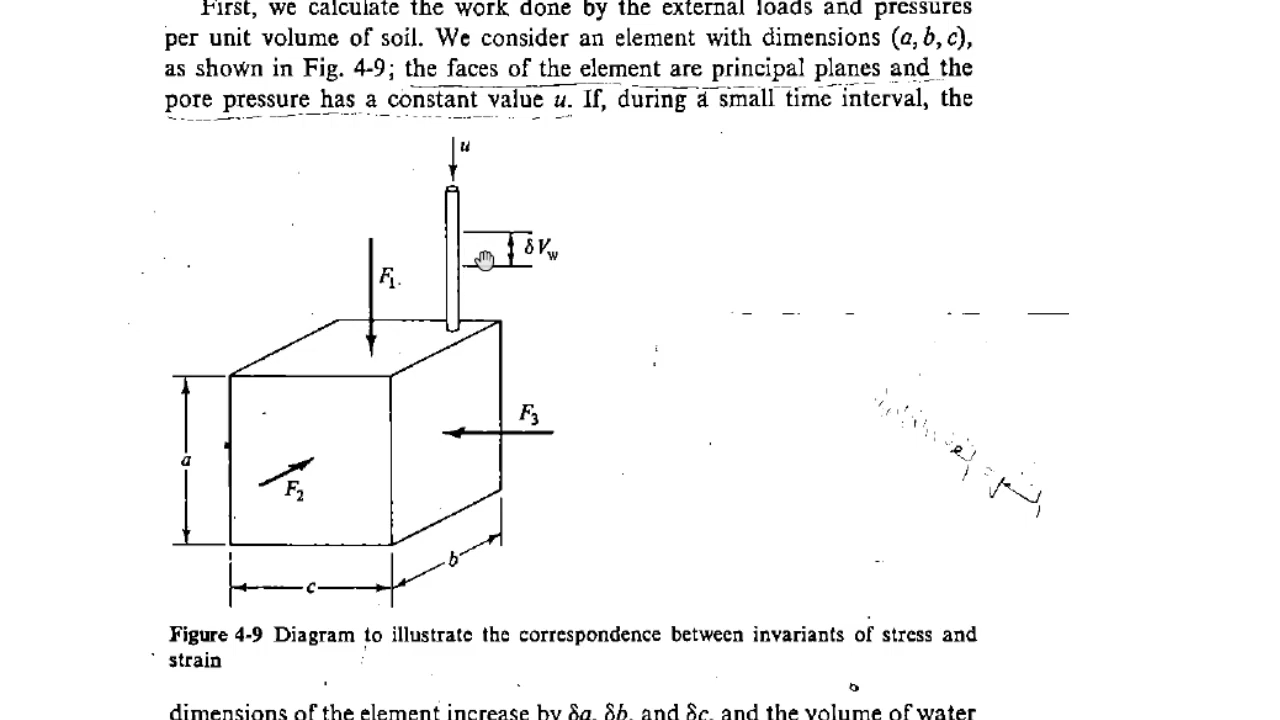 First, we calculate the work done by the external loads and pressures
per unit volume of soil. We consider an element with dimensions (a, b, c),
as shown in Fig. 4-9; the faces of the element are principal planes and the
pore pressure has a constant value u. If, during a small time interval, the
u
δVw
F1
F3
a
F2
b
c
Figure 4-9 Diagram to illustrate the correspondence between invariants of stress and
strain
dimensions of the element increase by δa, δb, and δc, and the volume of water